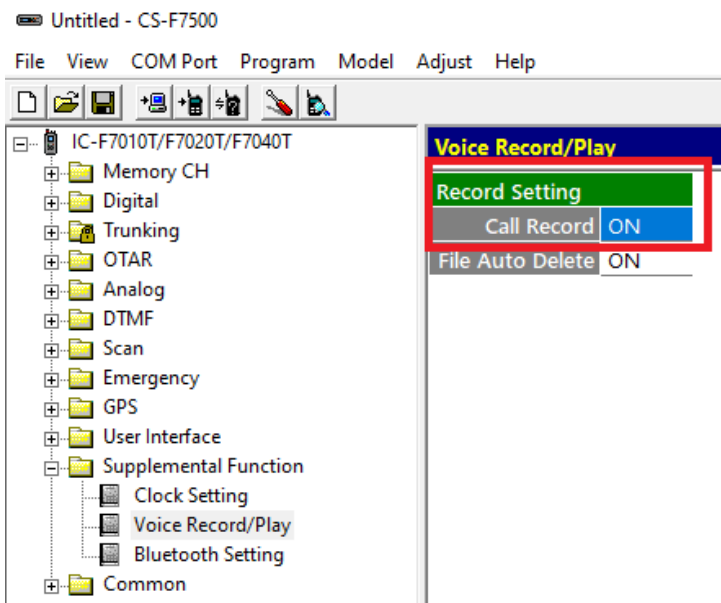 Untitled - CS-F7500
File View COM Port Program Model Adjust Help
IC-F7010T/F7020T/F7040T
Memory CH
Digital
Trunking
OTAR
Analog
DTMF
Scan
Emergency
GPS
User Interface
Supplemental Function
Clock Setting
Voice Record/Play
Bluetooth Setting
Common
Voice Record/Play
Record Setting
Call Record ON
File Auto Delete ON